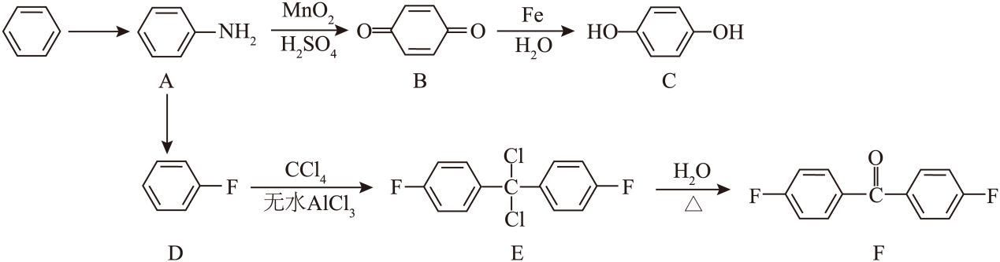 NH₂ MnO₂ H₂SO₄ O O Fe H₂O HO OH
A B C
F CCl₄ 无水AlCl₃ F Cl C Cl F H₂O △ F O C F
D E F